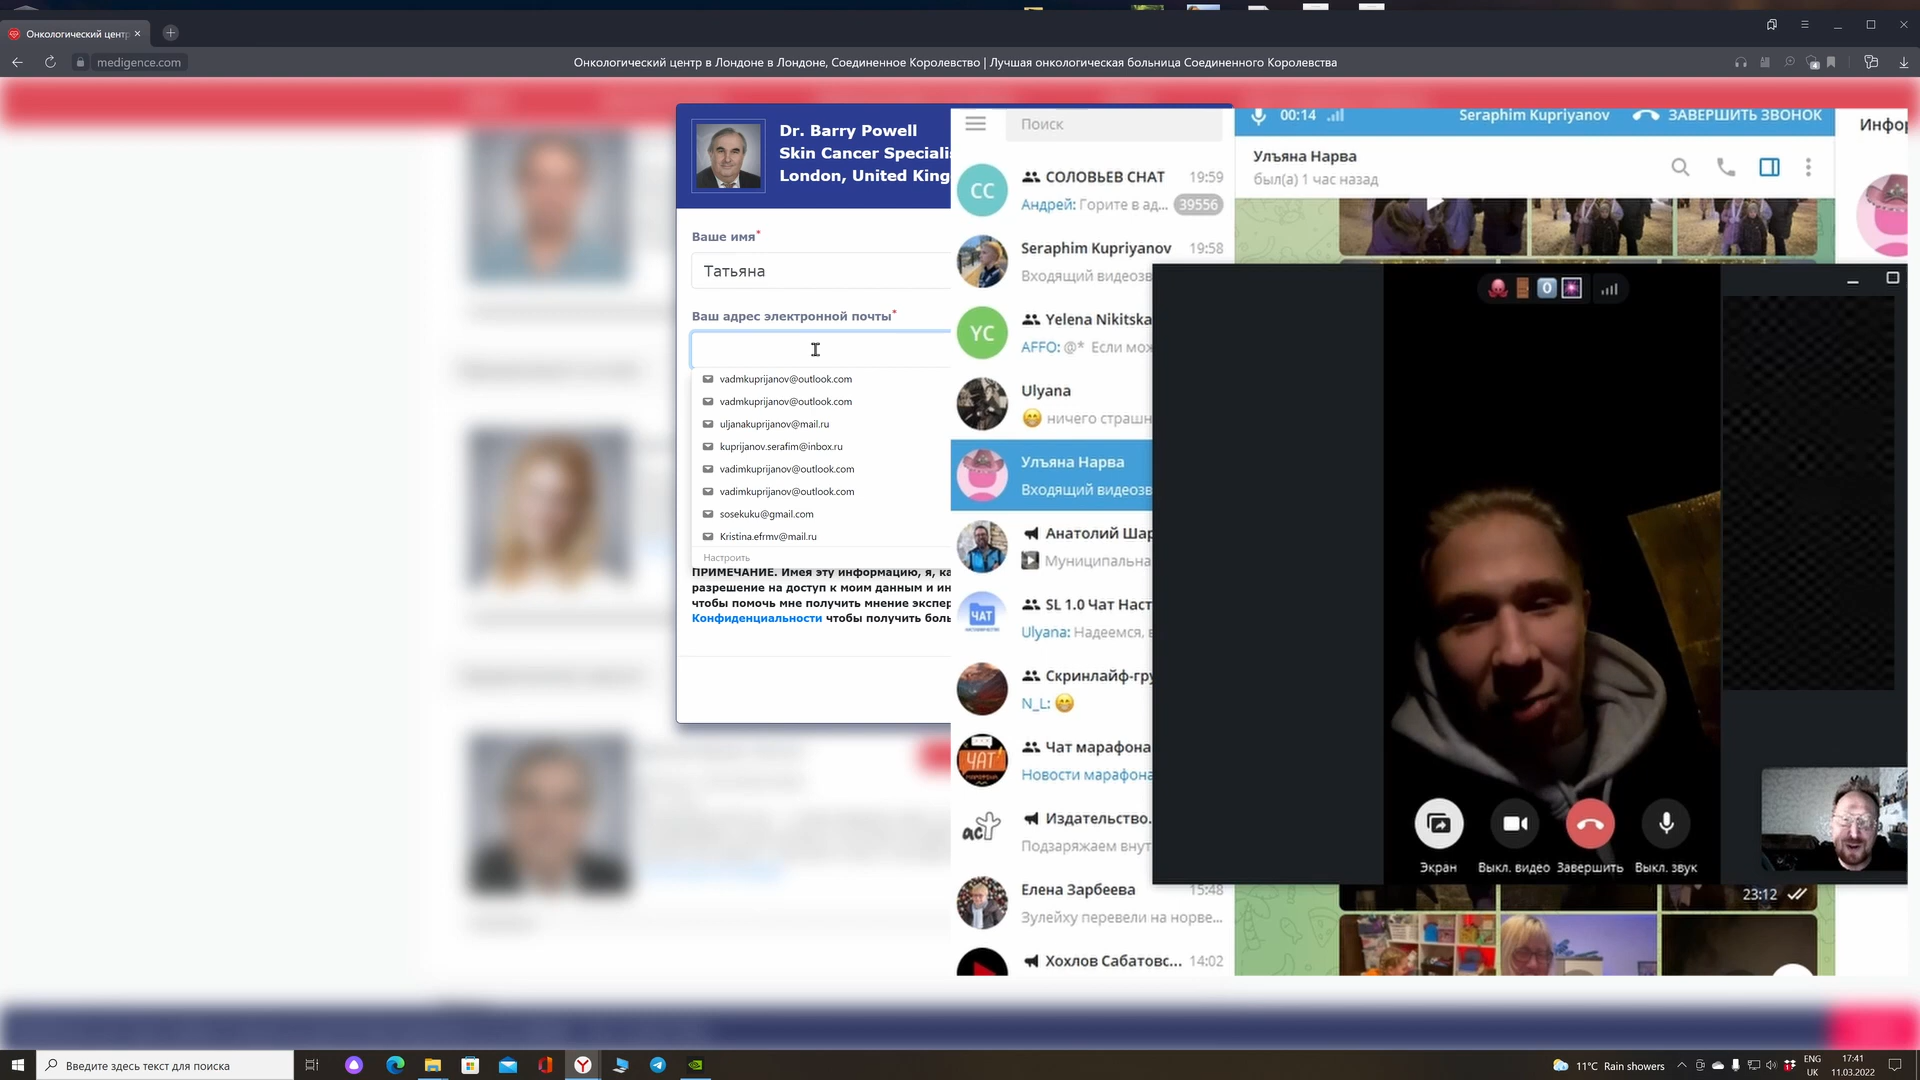 Онкологический центр
medigence.com
Онкологический центр в Лондоне в Лондоне, Соединенное Королевство | Лучшая онкологическая больница Соединенного Королевства
Dr. Barry Powell
Skin Cancer Speciali
London, United King
Ваше имя*
Татьяна
Ваш адрес электронной почты*
vadmkuprijanov@outlook.com
vadmkuprijanov@outlook.com
uljanakuprijanov@mail.ru
kuprijanov.serafim@inbox.ru
vadimkuprijanov@outlook.com
vadimkuprijanov@outlook.com
sosekuku@gmail.com
Kristina.efrmv@mail.ru
Настроить
ПРИМЕЧАНИЕ. Имея эту информацию, я, ка
разрешение на доступ к моим данным и ин
чтобы помочь мне получить мнение экспер
Конфиденциальности чтобы получить боль
Поиск
СС
СОЛОВЬЕВ СНАТ 19:59
Андрей: Горите в ад... 39556
Seraphim Kupriyanov 19:58
Входящий видеозв
YC
Yelena Nikitska
AFFO: @* Если мож
Ulyana
ничего страшн
Улъяна Нарва
Входящий видеозв
Анатолий Шар
Муниципальна
ЧАТ
SL 1.0 Чат Наст
Ulyana: Надеемся, в
Скринлайф-гру
N_L:
ЧАТ!
Чат марафона
Новости марафона
аст
Издательство.
Подзаряжаем внут
Елена Зарбеева 15:48
Зулейху перевели на норве...
Хохлов Сабатовс... 14:02
00:14 Seraphim Kupriyanov ЗАВЕРШИТЬ ЗВОНОК
Инфор
Улъяна Нарва
был(а) 1 час назад
0
Экран Выкл. видео Завершить Выкл. звук
23:12
Введите здесь текст для поиска
11°C Rain showers
ENG
UK
17:41
11.03.2022